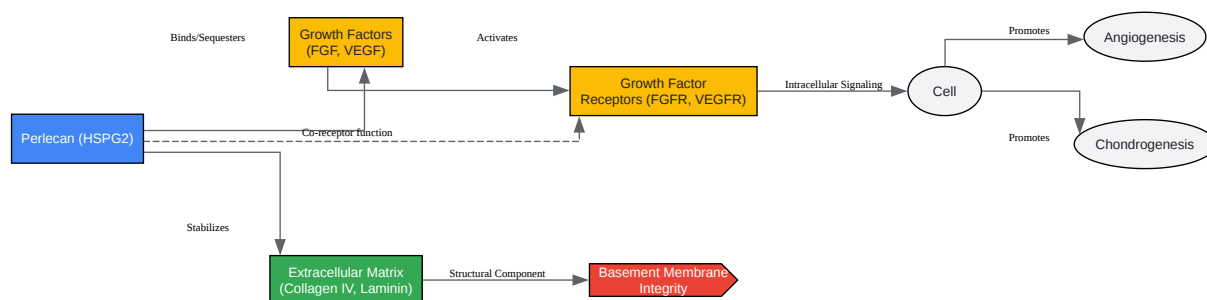 Binds/Sequesters
Growth Factors
(FGF, VEGF)
Activates
Promotes
Angiogenesis
Growth Factor
Receptors (FGFR, VEGFR)
Intracellular Signaling
Cell
Perlecan (HSPG2)
Co-receptor function
Promotes
Chondrogenesis
Stabilizes
Extracellular Matrix
(Collagen IV, Laminin)
Structural Component
Basement Membrane
Integrity